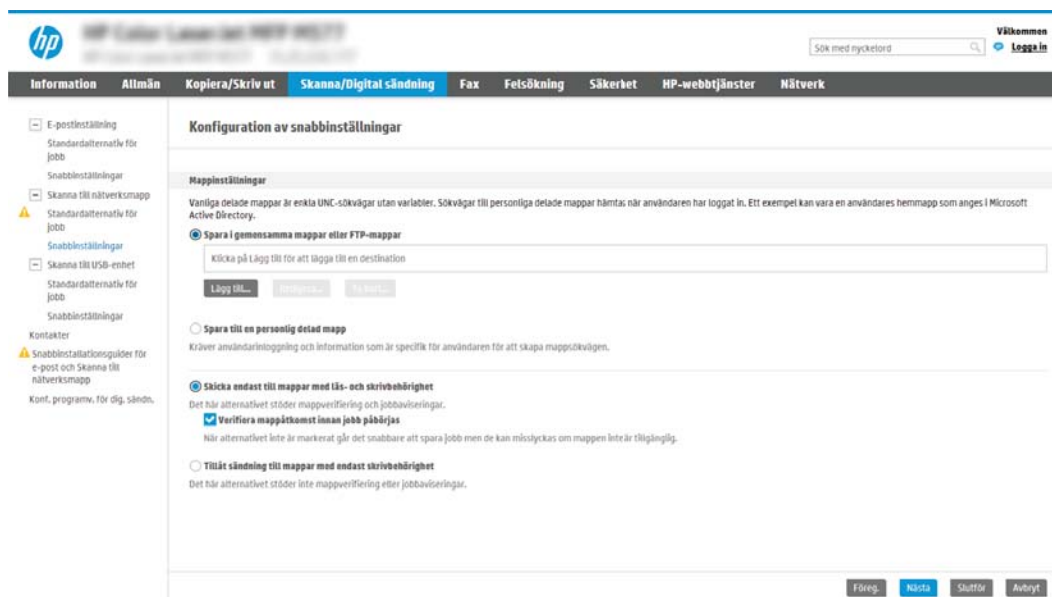 hp
Välkommen
Sök med nyckelord
Logga in
Information Allmän Kopiera/Skriv ut Skanna/Digital sändning Fax Felsökning Säkerhet HP-webbtjänster Nätverk
E-postinställning
Standardalternativ för
jobb
Snabbinställningar
Skanna till nätverksmapp
Standardalternativ för
jobb
Snabbinställningar
Skanna till USB-enhet
Standardalternativ för
jobb
Snabbinställningar
Kontakter
Snabbinstallationsguider för
e-post och Skanna till
nätverksmapp
Konf. programv. för dig. sändn.
Konfiguration av snabbinställningar
Mappinställningar
Vanliga delade mappar är enkla UNC-sökvägar utan variabler. Sökvägar till personliga delade mappar hämtas när användaren har loggat in. Ett exempel kan vara en användares hemmapp som anges i Microsoft
Active Directory.
Spara i gemensamma mappar eller FTP-mappar
Klicka på Lägg till för att lägga till en destination
Lägg till...
Spara till en personlig delad mapp
Kräver användarinloggning och information som är specifik för användaren för att skapa mappsökvägen.
Skicka endast till mappar med läs- och skrivbehörighet
Det här alternativet stöder mappverifiering och jobbaviseringar.
Verifiera mappåtkomst innan jobb påbörjas
När alternativet inte är markerat går det snabbare att spara jobb men de kan misslyckas om mappen inte är tillgänglig.
Tillåt sändning till mappar med endast skrivbehörighet
Det här alternativet stöder inte mappverifiering eller jobbaviseringar.
Föreg. Nästa Slutför Avbryt